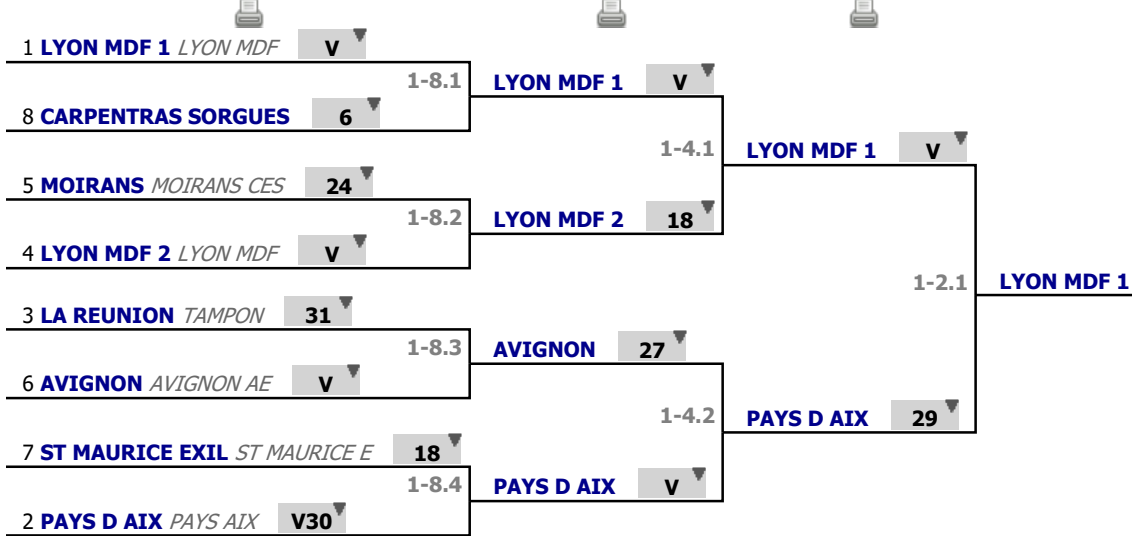 1 LYON MDF 1 LYON MDF V
1-8.1
8 CARPENTRAS SORGUES 6
5 MOIRANS MOIRANS CES 24
1-8.2
4 LYON MDF 2 LYON MDF V
3 LA REUNION TAMPON 31
1-8.3
6 AVIGNON AVIGNON AE V
7 ST MAURICE EXIL ST MAURICE E 18
1-8.4
2 PAYS D AIX PAYS AIX V30
LYON MDF 1 V
1-4.1
LYON MDF 2 18
AVIGNON 27
1-4.2
PAYS D AIX V
LYON MDF 1 V
1-2.1
PAYS D AIX 29
LYON MDF 1